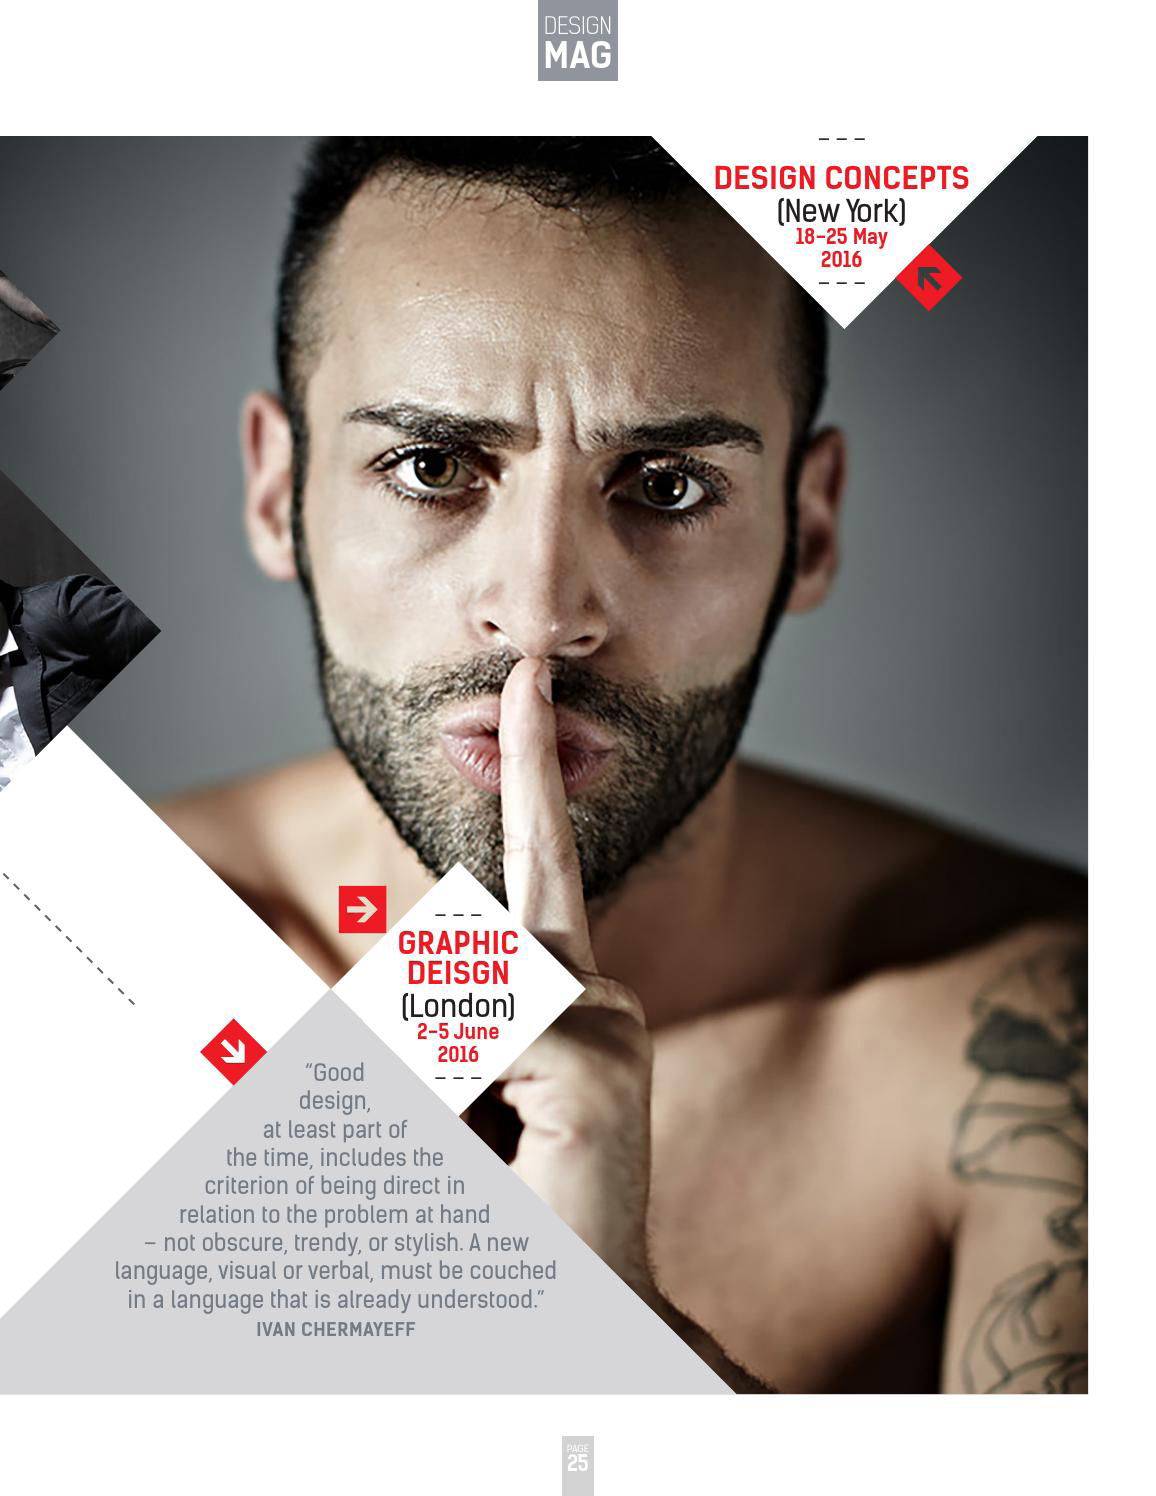 DESIGN
MAG
– – –
DESIGN CONCEPTS
(New York)
18–25 May
2016
– – –
– – –
GRAPHIC
DEISGN
(London)
2–5 June
2016
– – –
“Good
design,
at least part of
the time, includes the
criterion of being direct in
relation to the problem at hand
– not obscure, trendy, or stylish. A new
language, visual or verbal, must be couched
in a language that is already understood.”
IVAN CHERMAYEFF
PAGE
25